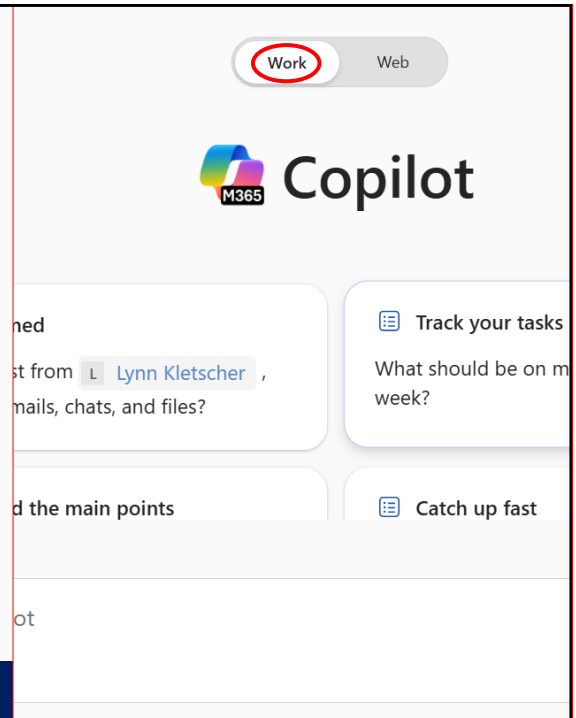 Work Web
M365 Copilot
ned
st from L Lynn Kletscher ,
mails, chats, and files?
Track your tasks
What should be on m
week?
d the main points
Catch up fast
ot